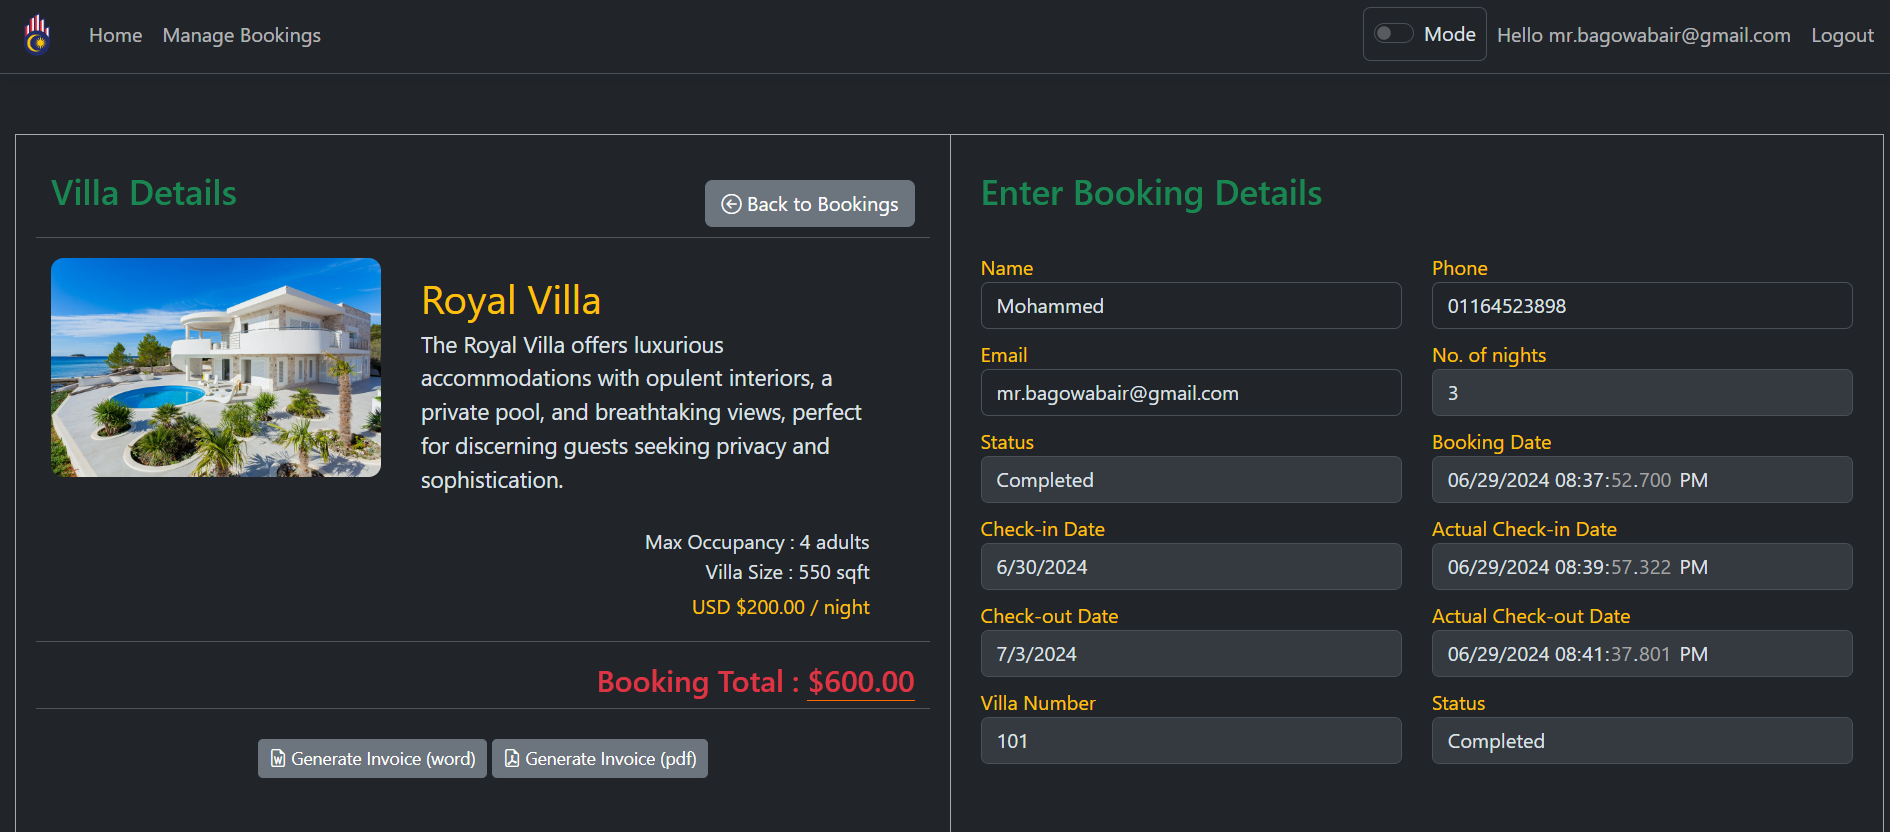 Home Manage Bookings Mode Hello mr.bagowabair@gmail.com Logout
Villa Details
Back to Bookings
Royal Villa
The Royal Villa offers luxurious
accommodations with opulent interiors, a
private pool, and breathtaking views, perfect
for discerning guests seeking privacy and
sophistication.
Max Occupancy : 4 adults
Villa Size : 550 sqft
USD $200.00 / night
Booking Total : $600.00
Generate Invoice (word) Generate Invoice (pdf)
Enter Booking Details
Name Phone
Mohammed 01164523898
Email No. of nights
mr.bagowabair@gmail.com 3
Status Booking Date
Completed 06/29/2024 08:37:52.700 PM
Check-in Date Actual Check-in Date
6/30/2024 06/29/2024 08:39:57.322 PM
Check-out Date Actual Check-out Date
7/3/2024 06/29/2024 08:41:37.801 PM
Villa Number Status
101 Completed